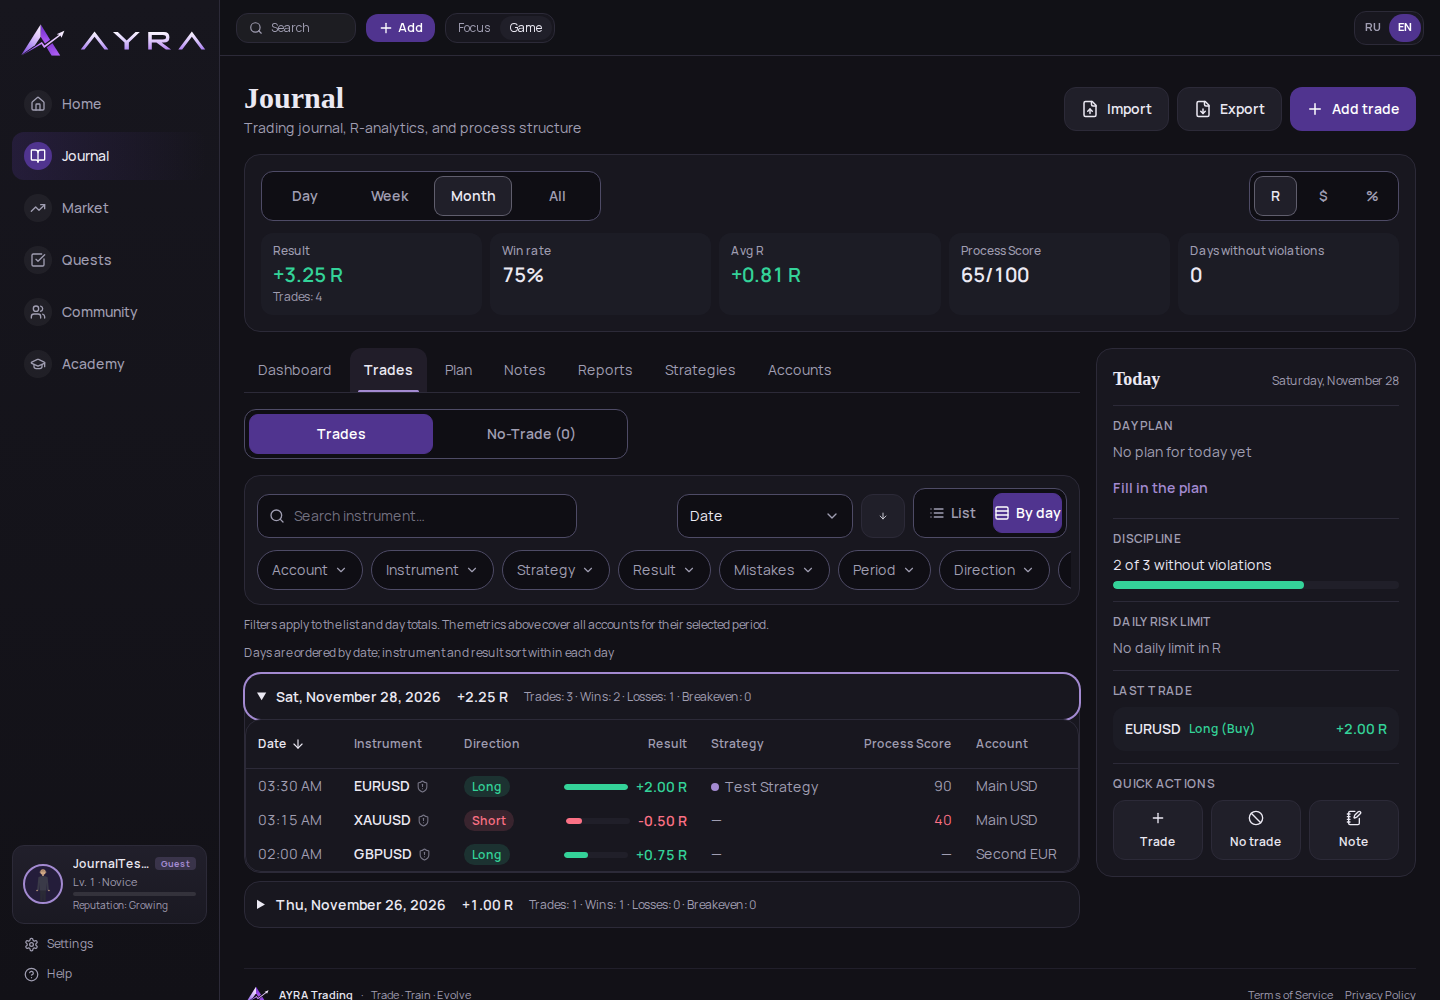 AYRA
Search
Add
Focus
Game
RU
EN
Home
Journal
Market
Quests
Community
Academy
Journal
Trading journal, R-analytics, and process structure
Import
Export
Add trade
Day
Week
Month
All
R
$
%
Result
+3.25 R
Trades: 4
Win rate
75%
Avg R
+0.81 R
Process Score
65/100
Days without violations
0
Dashboard
Trades
Plan
Notes
Reports
Strategies
Accounts
Trades
No-Trade (0)
Search instrument...
Date
↓
List
By day
Account
Instrument
Strategy
Result
Mistakes
Period
Direction
Filters apply to the list and day totals. The metrics above cover all accounts for their selected period.
Days are ordered by date; instrument and result sort within each day
Sat, November 28, 2026 +2.25 R Trades: 3 · Wins: 2 · Losses: 1 · Breakeven: 0
Date ↓ Instrument Direction Result Strategy Process Score Account
03:30 AM EURUSD Long +2.00 R Test Strategy 90 Main USD
03:15 AM XAUUSD Short -0.50 R — 40 Main USD
02:00 AM GBPUSD Long +0.75 R — — Second EUR
Thu, November 26, 2026 +1.00 R Trades: 1 · Wins: 1 · Losses: 0 · Breakeven: 0
Today
Saturday, November 28
DAY PLAN
No plan for today yet
Fill in the plan
DISCIPLINE
2 of 3 without violations
DAILY RISK LIMIT
No daily limit in R
LAST TRADE
EURUSD Long (Buy) +2.00 R
QUICK ACTIONS
Trade
No trade
Note
JournalTes...
Guest
Lv. 1 · Novice
Reputation: Growing
Settings
Help
AYRA Trading · Trade · Train · Evolve
Terms of Service
Privacy Policy